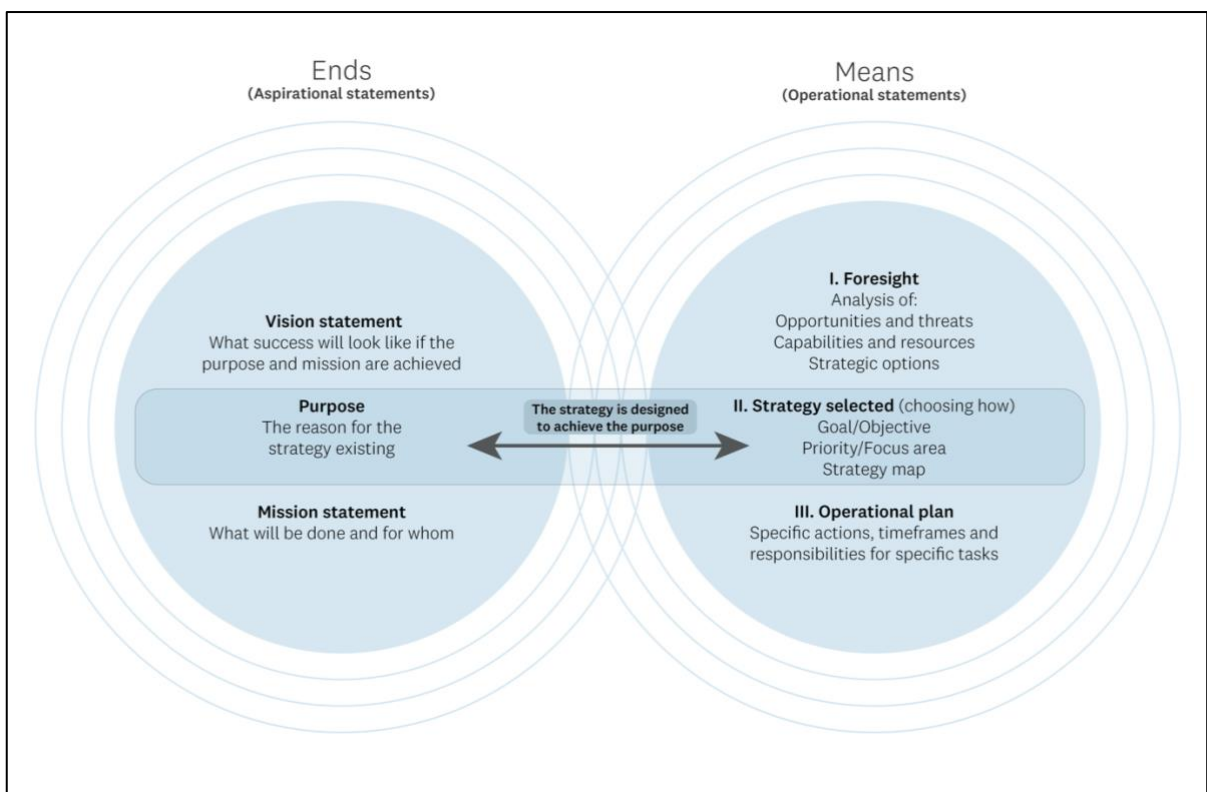 Ends
(Aspirational statements)
Means
(Operational statements)
Vision statement
What success will look like if the
purpose and mission are achieved
Purpose
The reason for the
strategy existing
Mission statement
What will be done and for whom
The strategy is designed
to achieve the purpose
I. Foresight
Analysis of:
Opportunities and threats
Capabilities and resources
Strategic options
II. Strategy selected (choosing how)
Goal/Objective
Priority/Focus area
Strategy map
III. Operational plan
Specific actions, timeframes and
responsibilities for specific tasks